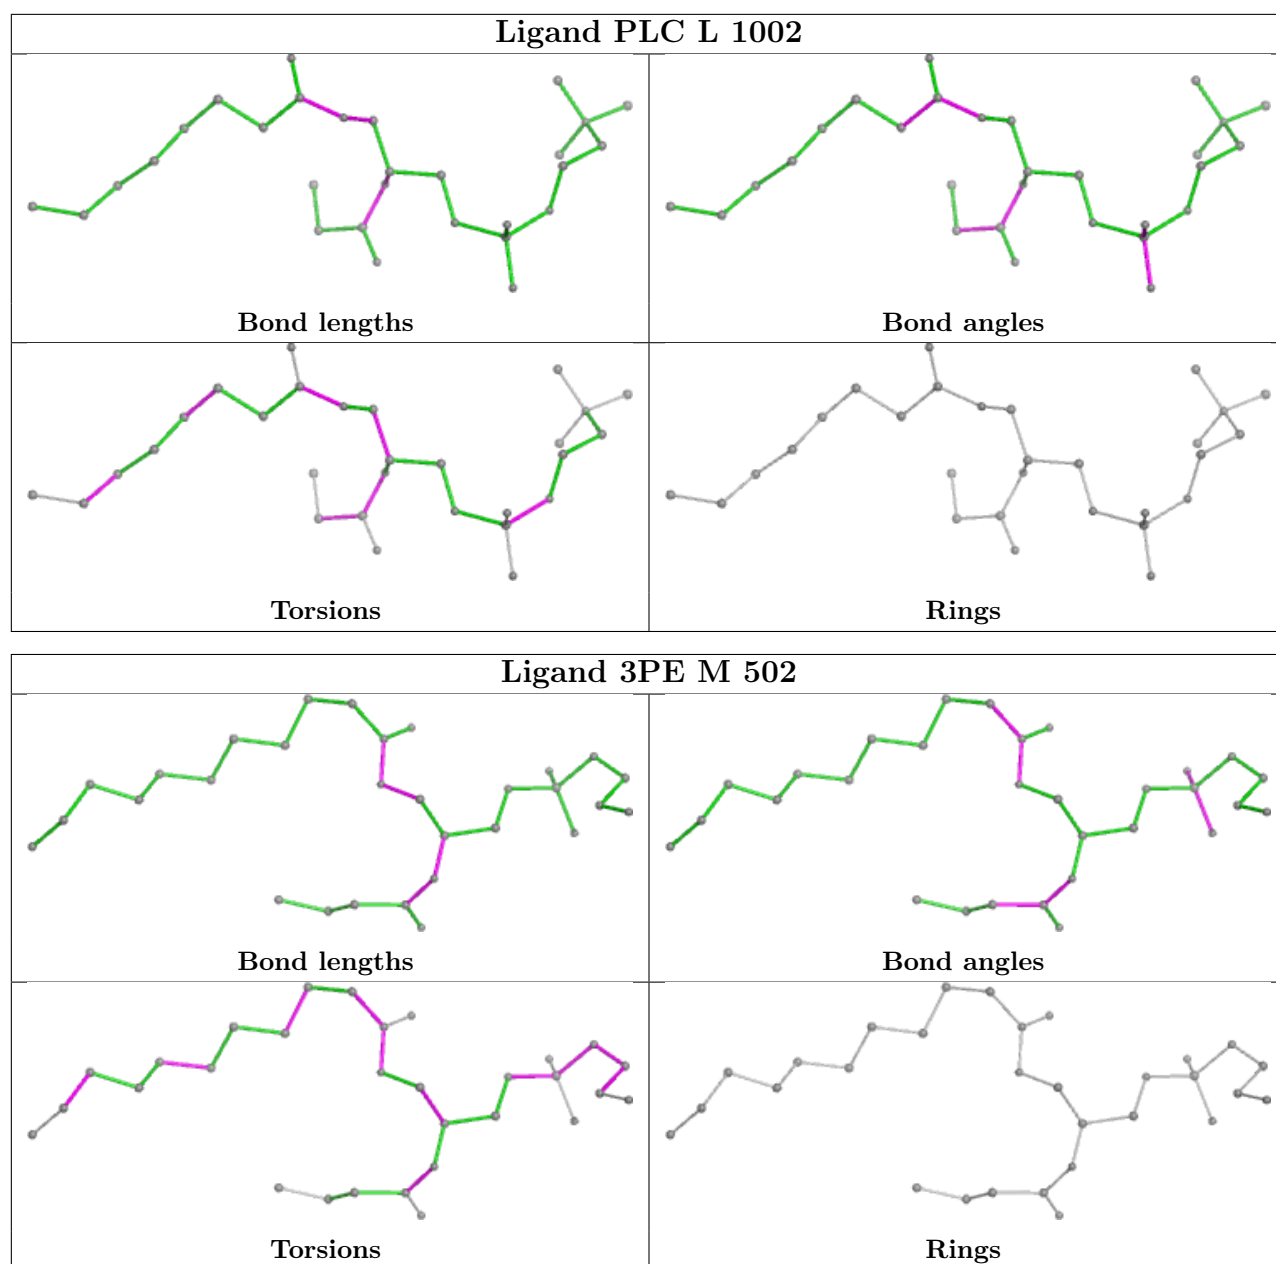 Ligand PLC L 1002
Bond lengths
Bond angles
Torsions
Rings
Ligand 3PE M 502
Bond lengths
Bond angles
Torsions
Rings